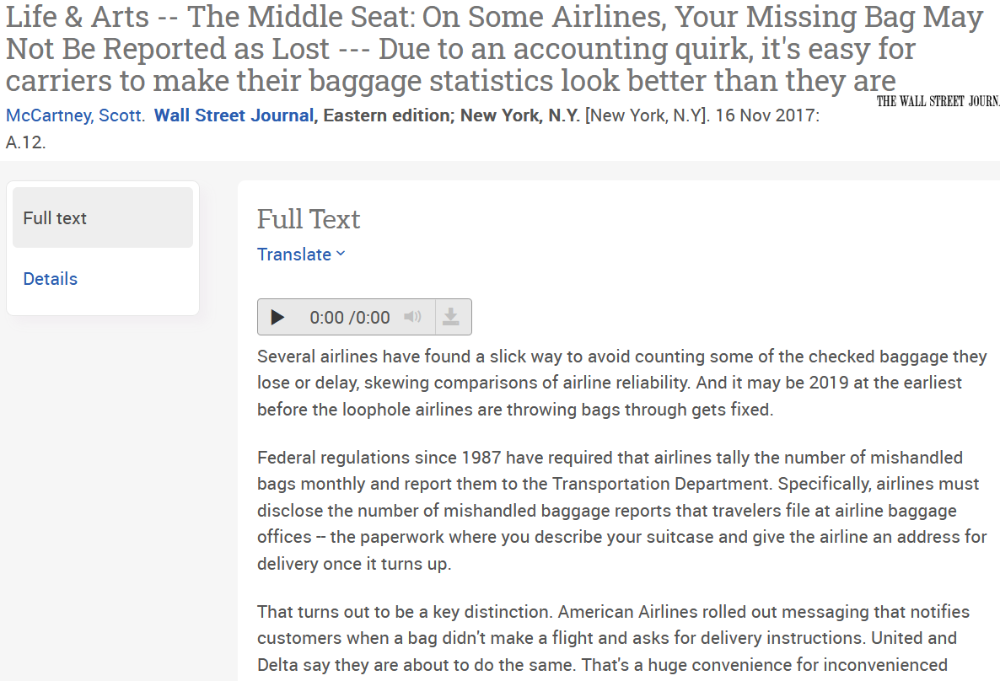 Life & Arts -- The Middle Seat: On Some Airlines, Your Missing Bag May
Not Be Reported as Lost --- Due to an accounting quirk, it's easy for
carriers to make their baggage statistics look better than they are
THE WALL STREET JOURN
McCartney, Scott. Wall Street Journal, Eastern edition; New York, N.Y. [New York, N.Y]. 16 Nov 2017:
A.12.
Full text
Details
Full Text
Translate
0:00 /0:00
Several airlines have found a slick way to avoid counting some of the checked baggage they
lose or delay, skewing comparisons of airline reliability. And it may be 2019 at the earliest
before the loophole airlines are throwing bags through gets fixed.
Federal regulations since 1987 have required that airlines tally the number of mishandled
bags monthly and report them to the Transportation Department. Specifically, airlines must
disclose the number of mishandled baggage reports that travelers file at airline baggage
offices -- the paperwork where you describe your suitcase and give the airline an address for
delivery once it turns up.
That turns out to be a key distinction. American Airlines rolled out messaging that notifies
customers when a bag didn't make a flight and asks for delivery instructions. United and
Delta say they are about to do the same. That's a huge convenience for inconvenienced